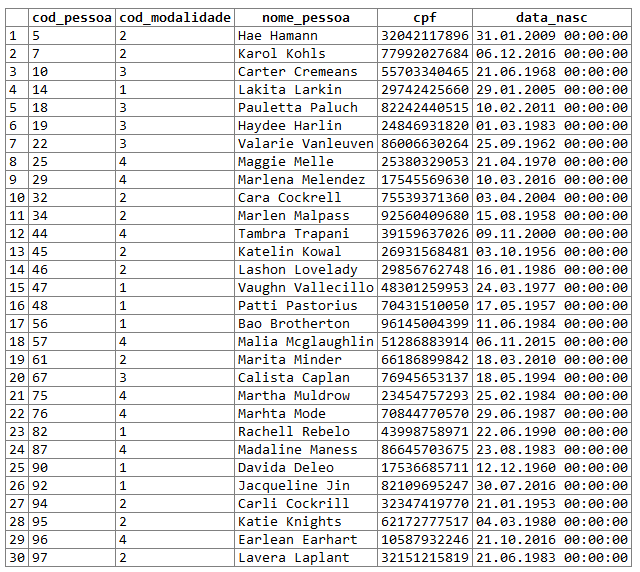 cod_pessoa cod_modalidade nome_pessoa cpf data_nasc
1 5 2 Hae Hamann 32042117896 31.01.2009 00:00:00
2 7 2 Karol Kohls 77992027684 06.12.2016 00:00:00
3 10 3 Carter Cremeans 55703340465 21.06.1968 00:00:00
4 14 1 Lakita Larkin 29742425660 29.01.2005 00:00:00
5 18 3 Pauletta Paluch 82242440515 10.02.2011 00:00:00
6 19 3 Haydee Harlin 24846931820 01.03.1983 00:00:00
7 22 3 Valarie Vanleuven 86006630264 25.09.1962 00:00:00
8 25 4 Maggie Melle 25380329053 21.04.1970 00:00:00
9 29 4 Marlena Melendez 17545569630 10.03.2016 00:00:00
10 32 2 Cara Cockrell 75539371360 03.04.2004 00:00:00
11 34 2 Marlen Malpass 92560409680 15.08.1958 00:00:00
12 44 4 Tambra Trapani 39159637026 09.11.2000 00:00:00
13 45 2 Katelin Kowal 26931568481 03.10.1956 00:00:00
14 46 2 Lashon Lovelady 29856762748 16.01.1986 00:00:00
15 47 1 Vaughn Vallecillo 48301259953 24.03.1977 00:00:00
16 48 1 Patti Pastorius 70431510050 17.05.1957 00:00:00
17 56 1 Bao Brotherton 96145004399 11.06.1984 00:00:00
18 57 4 Malia Mcglaughlin 51286883914 06.11.2015 00:00:00
19 61 2 Marita Minder 66186899842 18.03.2010 00:00:00
20 67 3 Calista Caplan 76945653137 18.05.1994 00:00:00
21 75 4 Martha Muldrow 23454757293 25.02.1984 00:00:00
22 76 4 Marhta Mode 70844770570 29.06.1987 00:00:00
23 82 1 Rachell Rebelo 43998758971 22.06.1990 00:00:00
24 87 4 Madaline Maness 86645703675 23.08.1983 00:00:00
25 90 1 Davida Deleo 17536685711 12.12.1960 00:00:00
26 92 1 Jacqueline Jin 82109695247 30.07.2016 00:00:00
27 94 2 Carli Cockrill 32347419770 21.01.1953 00:00:00
28 95 2 Katie Knights 62172777517 04.03.1980 00:00:00
29 96 4 Earlean Earhart 10587932246 21.10.2016 00:00:00
30 97 2 Lavera Laplant 32151215819 21.06.1983 00:00:00